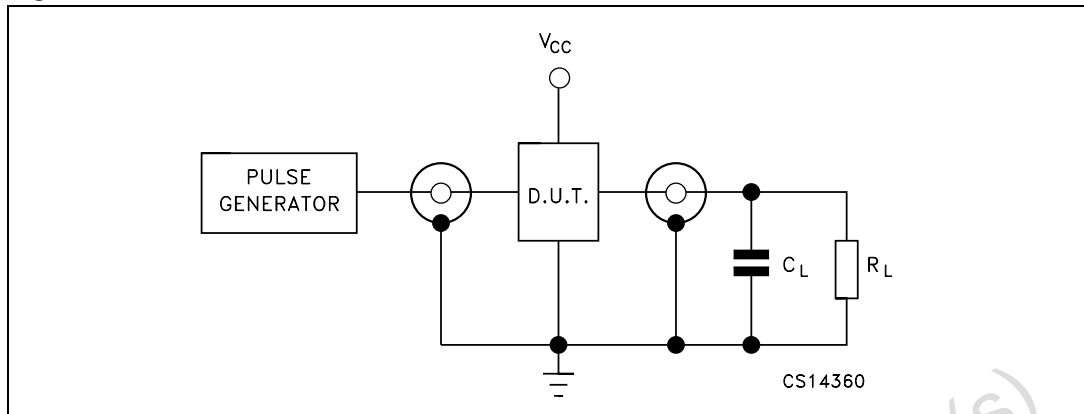 VCC
PULSE
GENERATOR
D.U.T.
CL
RL
CS14360